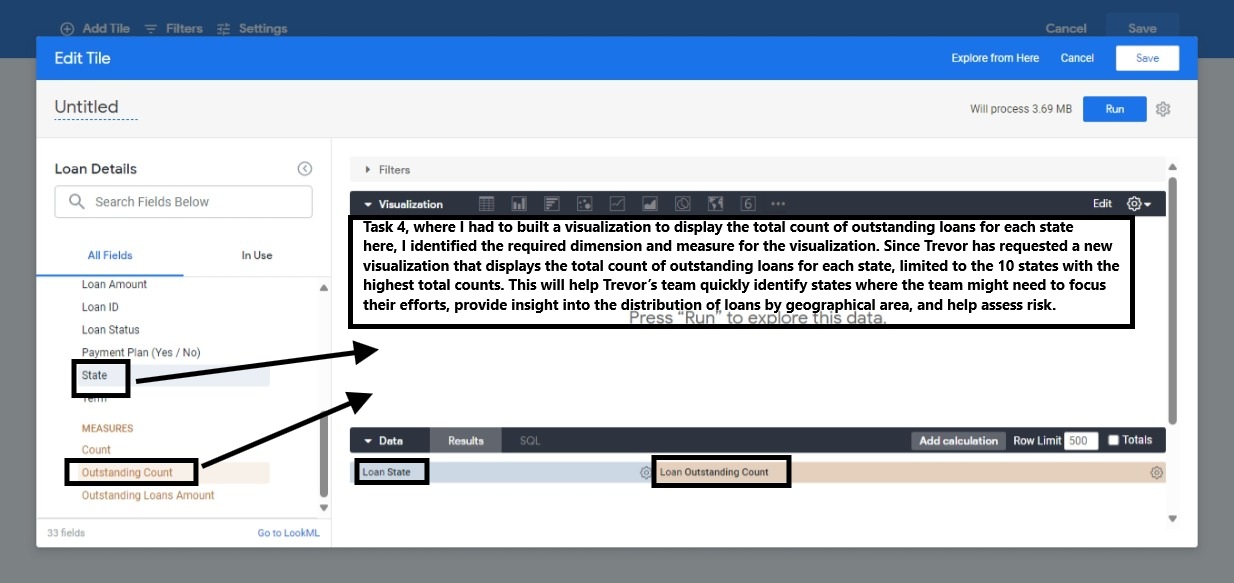 Add Tile Filters Settings Cancel Save
Edit Tile Explore from Here Cancel Save
Untitled Will process 3.69 MB Run
Loan Details
Search Fields Below
All Fields In Use
Loan Amount
Loan ID
Loan Status
Payment Plan (Yes / No)
State
Term
MEASURES
Count
Outstanding Count
Outstanding Loans Amount
33 fields Go to LookML
Filters
Visualization 6 Edit
Task 4, where I had to built a visualization to display the total count of outstanding loans for each state
here, I identified the required dimension and measure for the visualization. Since Trevor has requested a new
visualization that displays the total count of outstanding loans for each state, limited to the 10 states with the
highest total counts. This will help Trevor’s team quickly identify states where the team might need to focus
their efforts, provide insight into the distribution of loans by geographical area, and help assess risk.
Press “Run” to explore this data.
Data Results SQL Add calculation Row Limit 500 Totals
Loan State Loan Outstanding Count